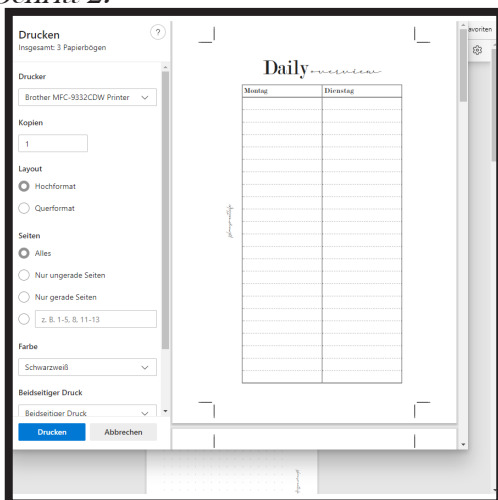 Schritt 2:
Drucken
?
Insgesamt: 3 Papierbögen
Drucker
Brother MFC-9332CDW Printer
Kopien
1
Layout
Hochformat
Querformat
Seiten
Alles
Nur ungerade Seiten
Nur gerade Seiten
z. B. 1-5, 8, 11-13
Farbe
Schwarzweiß
Beidseitiger Druck
Beidseitiger Druck
Drucken Abbrechen
avoriten
Daily overview
Montag Dienstag